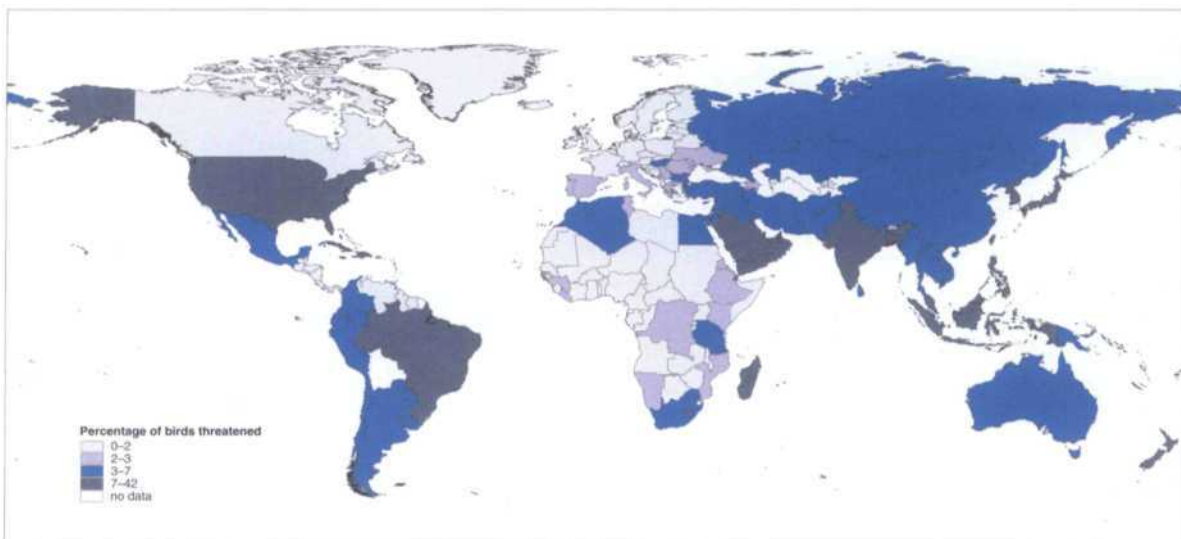 Percentage of birds threatened
0–2
2–3
3–7
7–42
no data